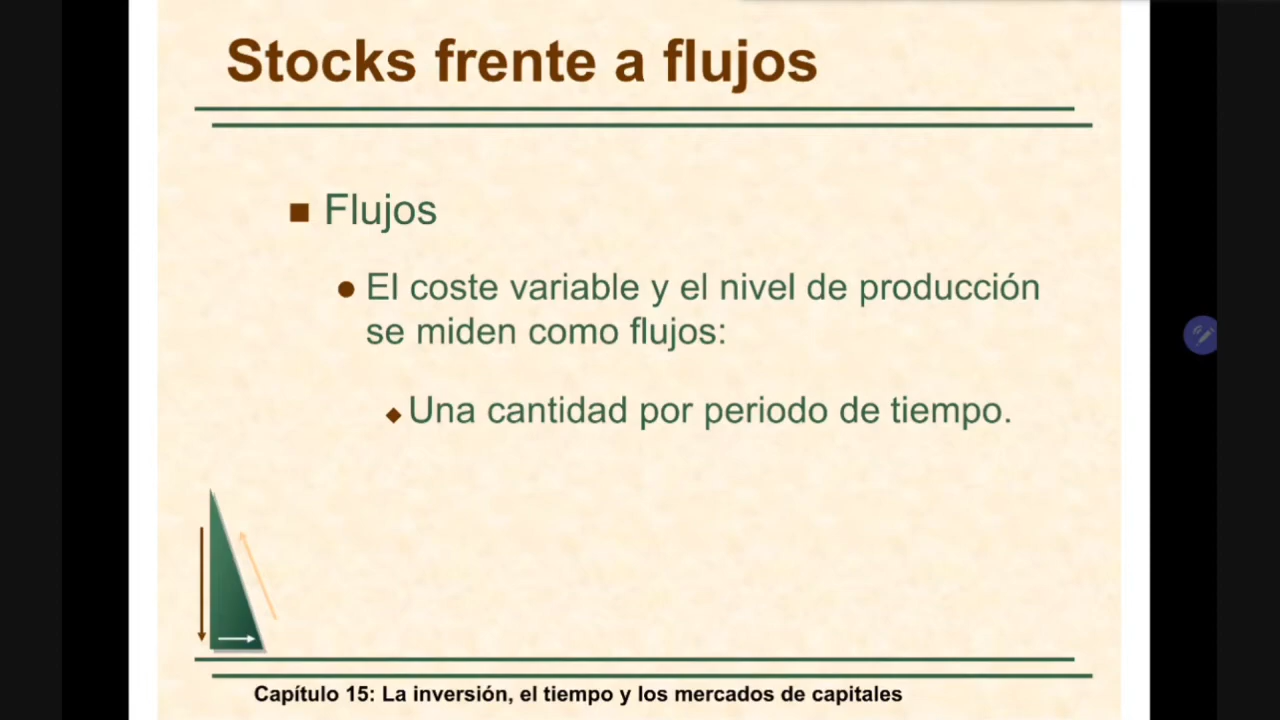 Stocks frente a flujos
Flujos
El coste variable y el nivel de producción
se miden como flujos:
Una cantidad por periodo de tiempo.
Capítulo 15: La inversión, el tiempo y los mercados de capitales